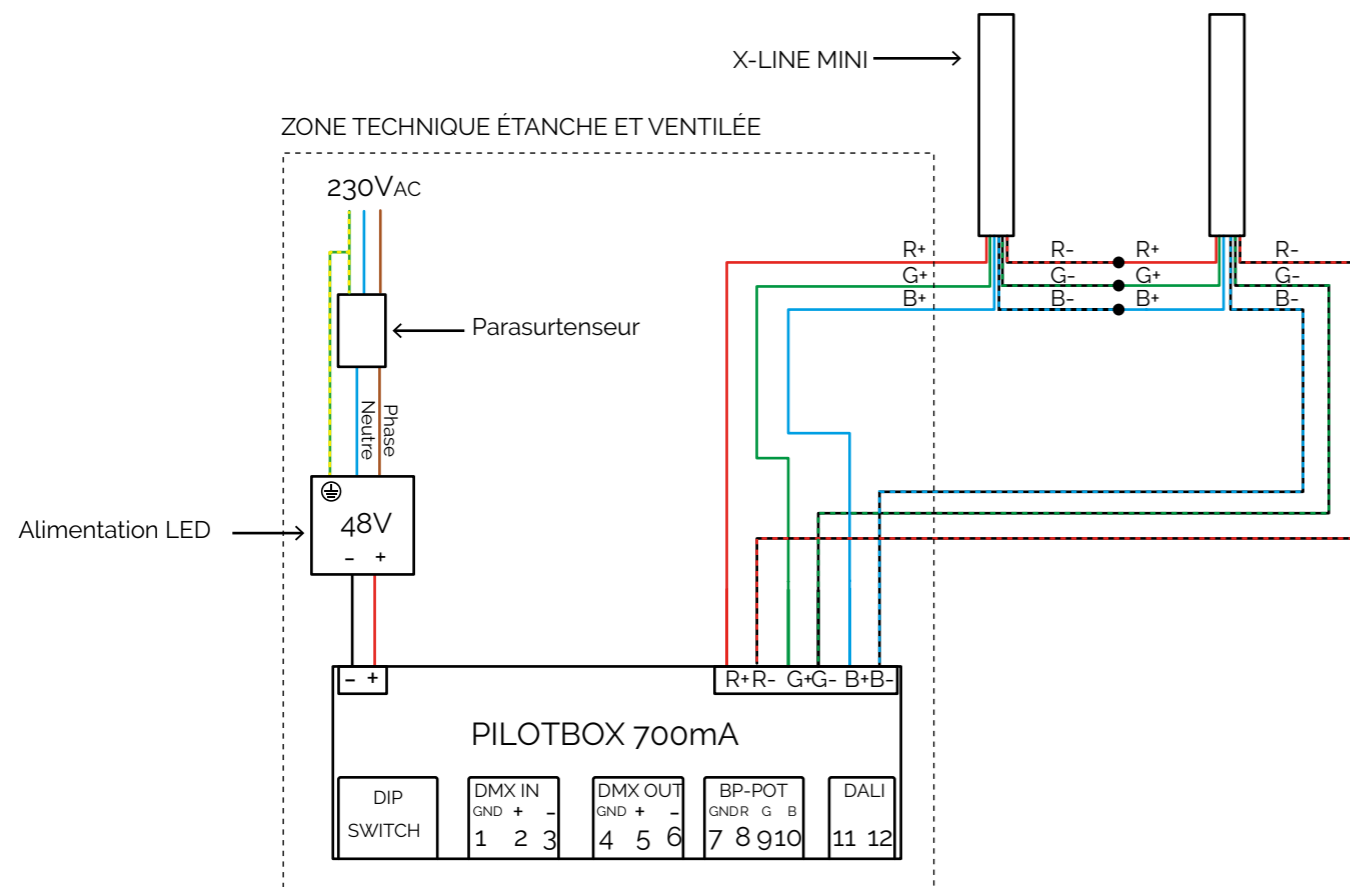 X-LINE MINI
ZONE TECHNIQUE ÉTANCHE ET VENTILÉE
230VAC
R+ R- R+ R-
G+ G- G+ G-
B+ B- B+ B-
Parasurtenseur
Neutre
Phase
Alimentation LED
48V
- +
- +
R+ R- G+ G- B+ B-
PILOTBOX 700mA
DIP
SWITCH
DMX IN
GND + -
1 2 3
DMX OUT
GND + -
4 5 6
BP-POT
GND R G B
7 8 9 10
DALI
11 12